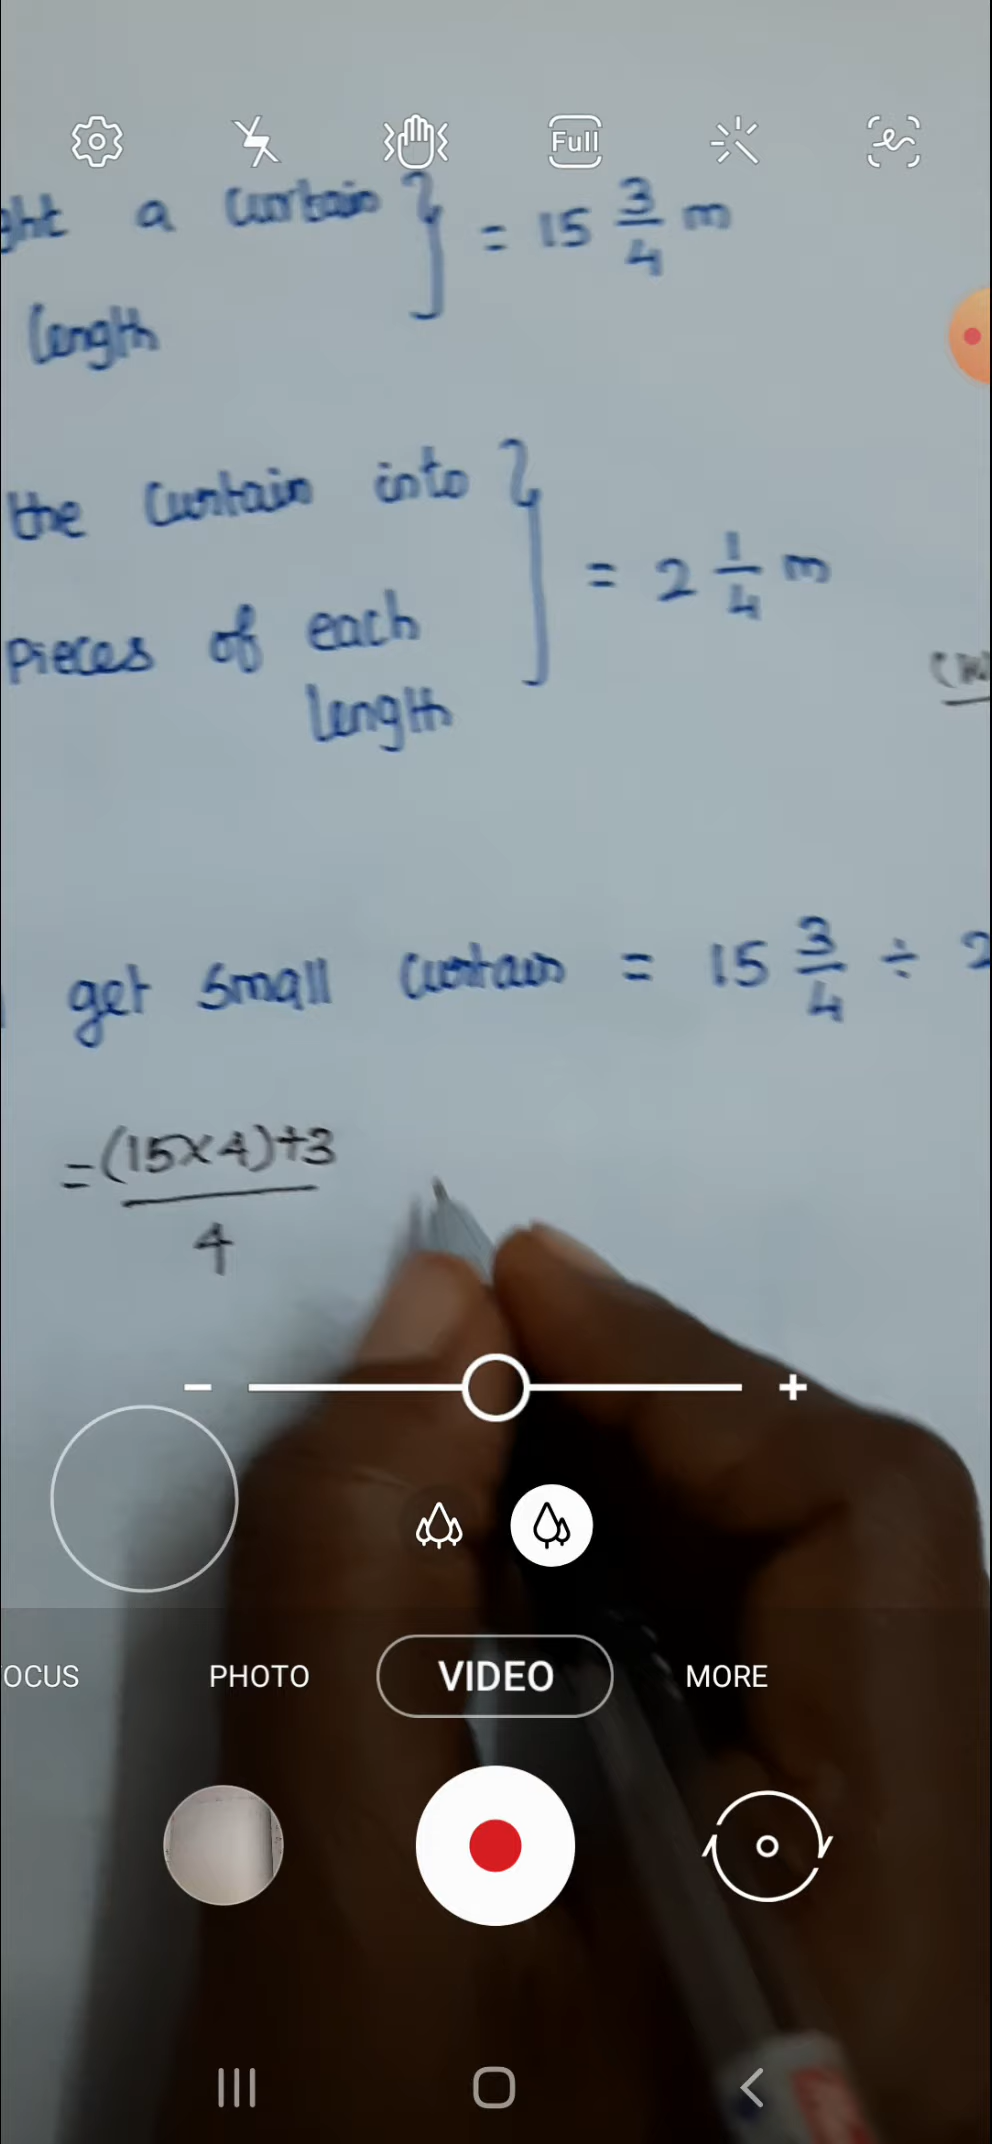 Full
a curtain } = 15 3/4 m
length
the curtain into } = 2 1/4 m
pieces of each
length
get small curtain = 15 3/4 ÷ 2
= (15×4)+3
4
PHOTO VIDEO MORE